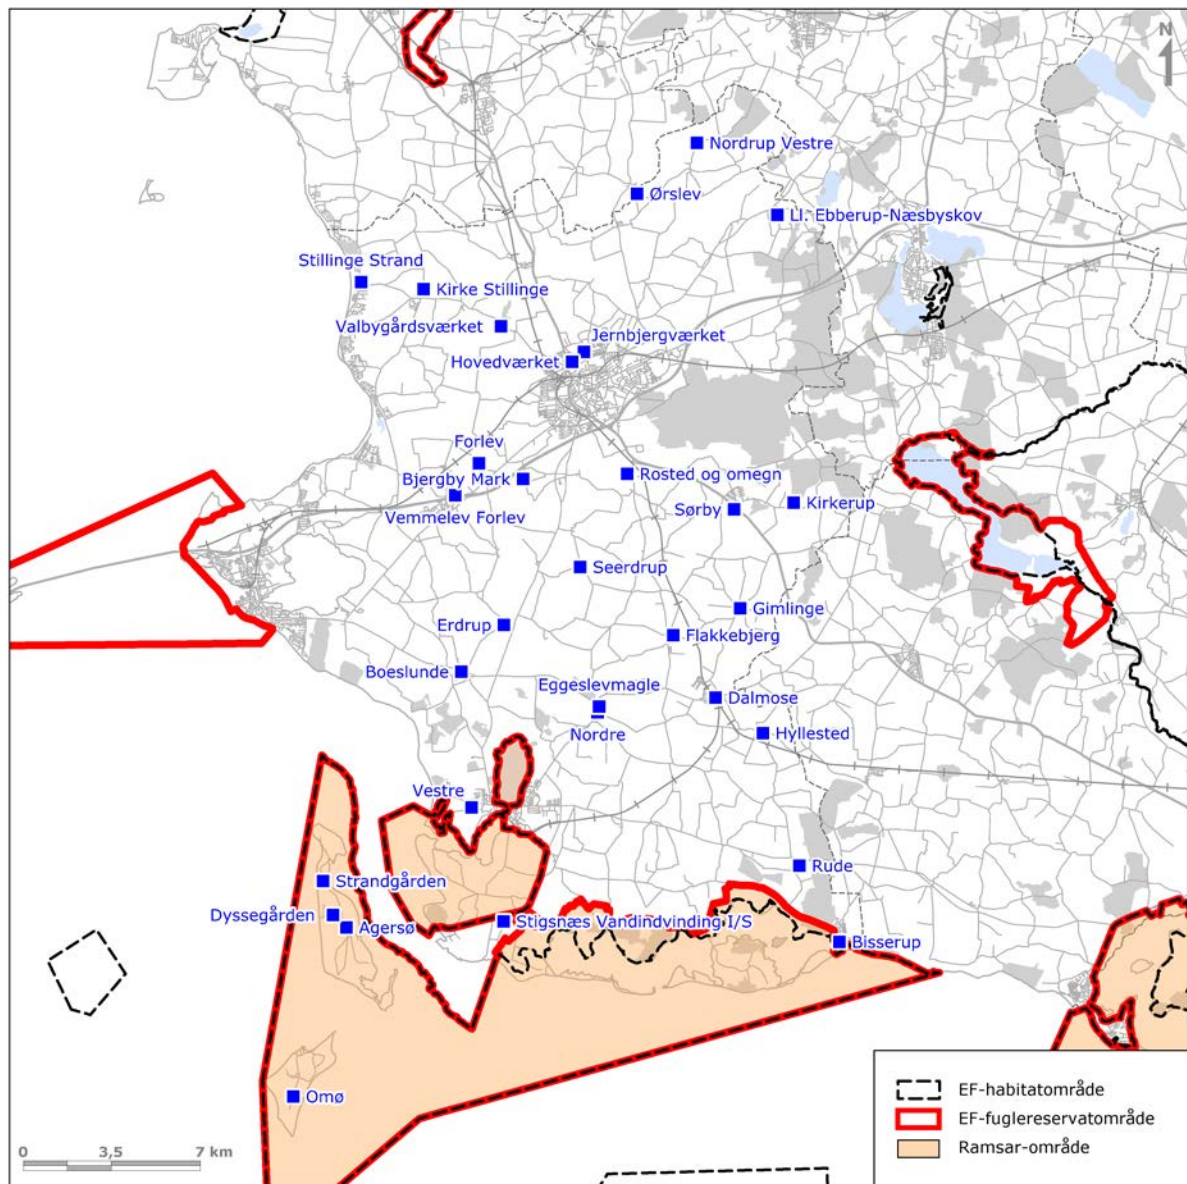 N
Nordrup Vestre
Ørslev
Ll. Ebberup-Næsbyskov
Stillinge Strand
Kirke Stillinge
Valbygårdsværket
Jernbjergværket
Hovedværket
Forlev
Bjergby Mark
Rosted og omegn
Vemmelev Forlev
Sørby
Kirkerup
Seerdrup
Gimlinge
Erdrup
Flakkebjerg
Boeslunde
Eggeslevmagle
Dalmose
Nordre
Hyllested
Vestre
Rude
Strandgården
Dyssegården
Agersø
Stigsnæs Vandindvinding I/S
Bisserup
Omø
EF-habitatområde
EF-fuglereservatområde
Ramsar-område
0 3,5 7 km